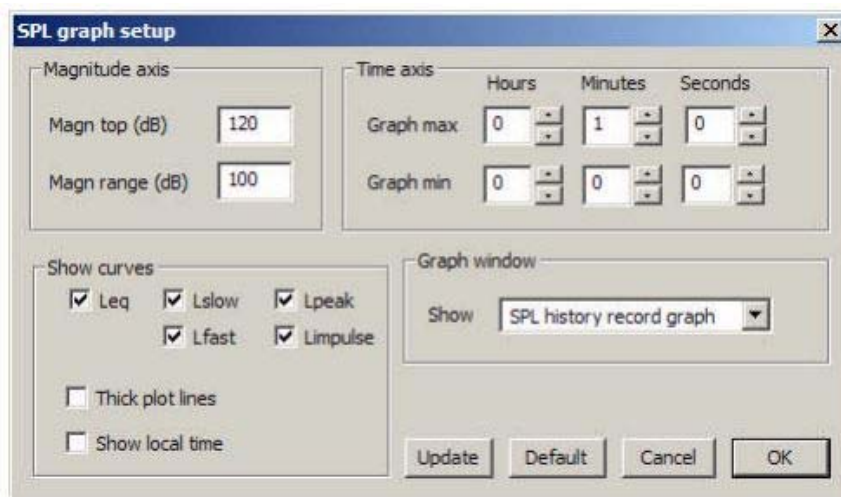 SPL graph setup
Magnitude axis
Magn top (dB) 120
Magn range (dB) 100
Time axis
Hours Minutes Seconds
Graph max 0 1 0
Graph min 0 0 0
Show curves
Leq Lslow Lpeak
Lfast Limpulse
Thick plot lines
Show local time
Graph window
Show SPL history record graph
Update Default Cancel OK